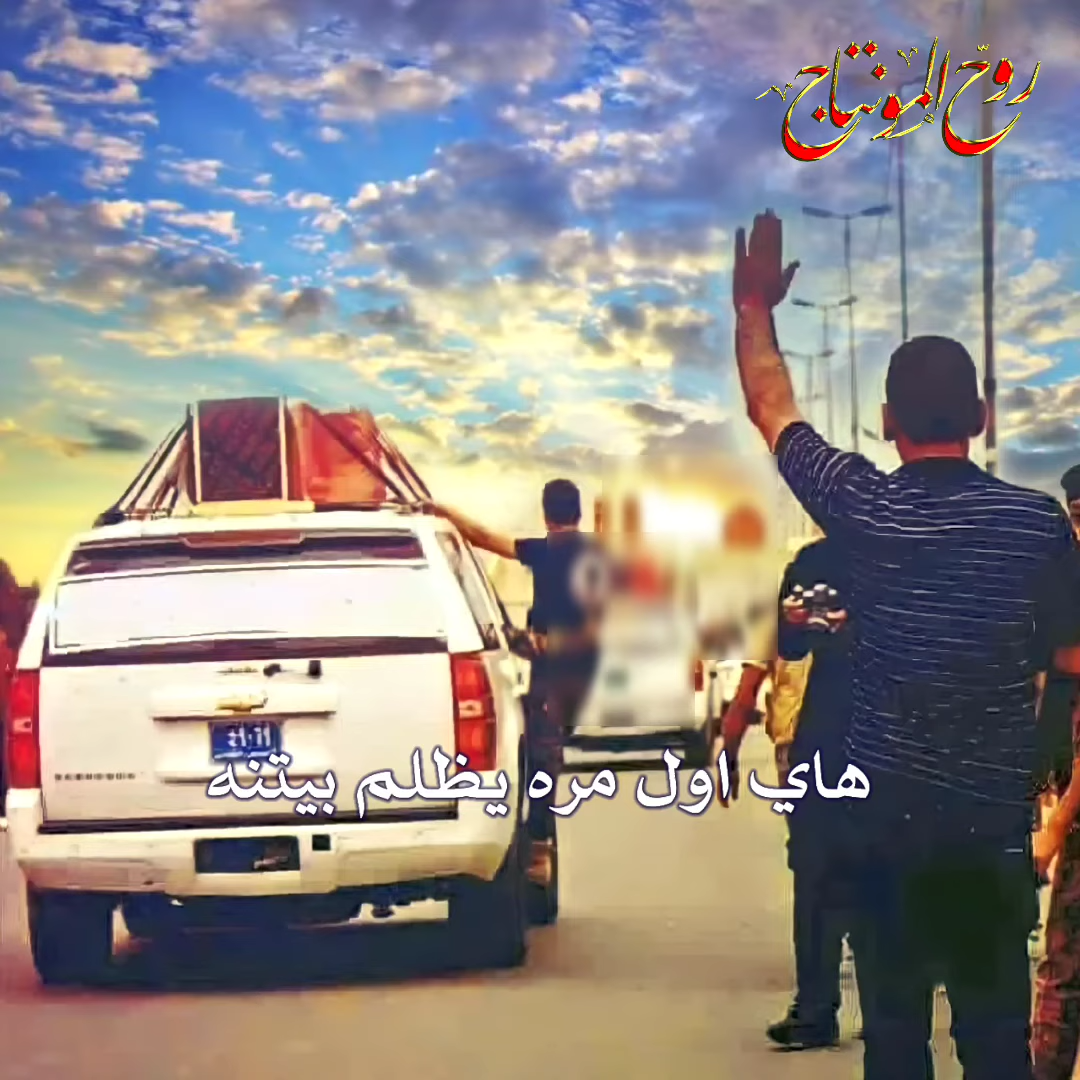 روح المونتاج
هاي اول مره يظلم بيتنه